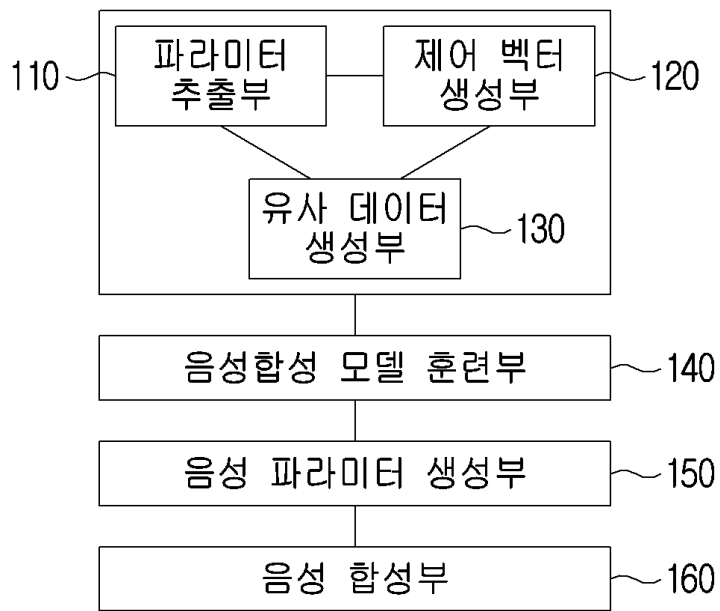 110
파라미터
추출부
제어 벡터
생성부
120
유사 데이터
생성부
130
음성합성 모델 훈련부
140
음성 파라미터 생성부
150
음성 합성부
160